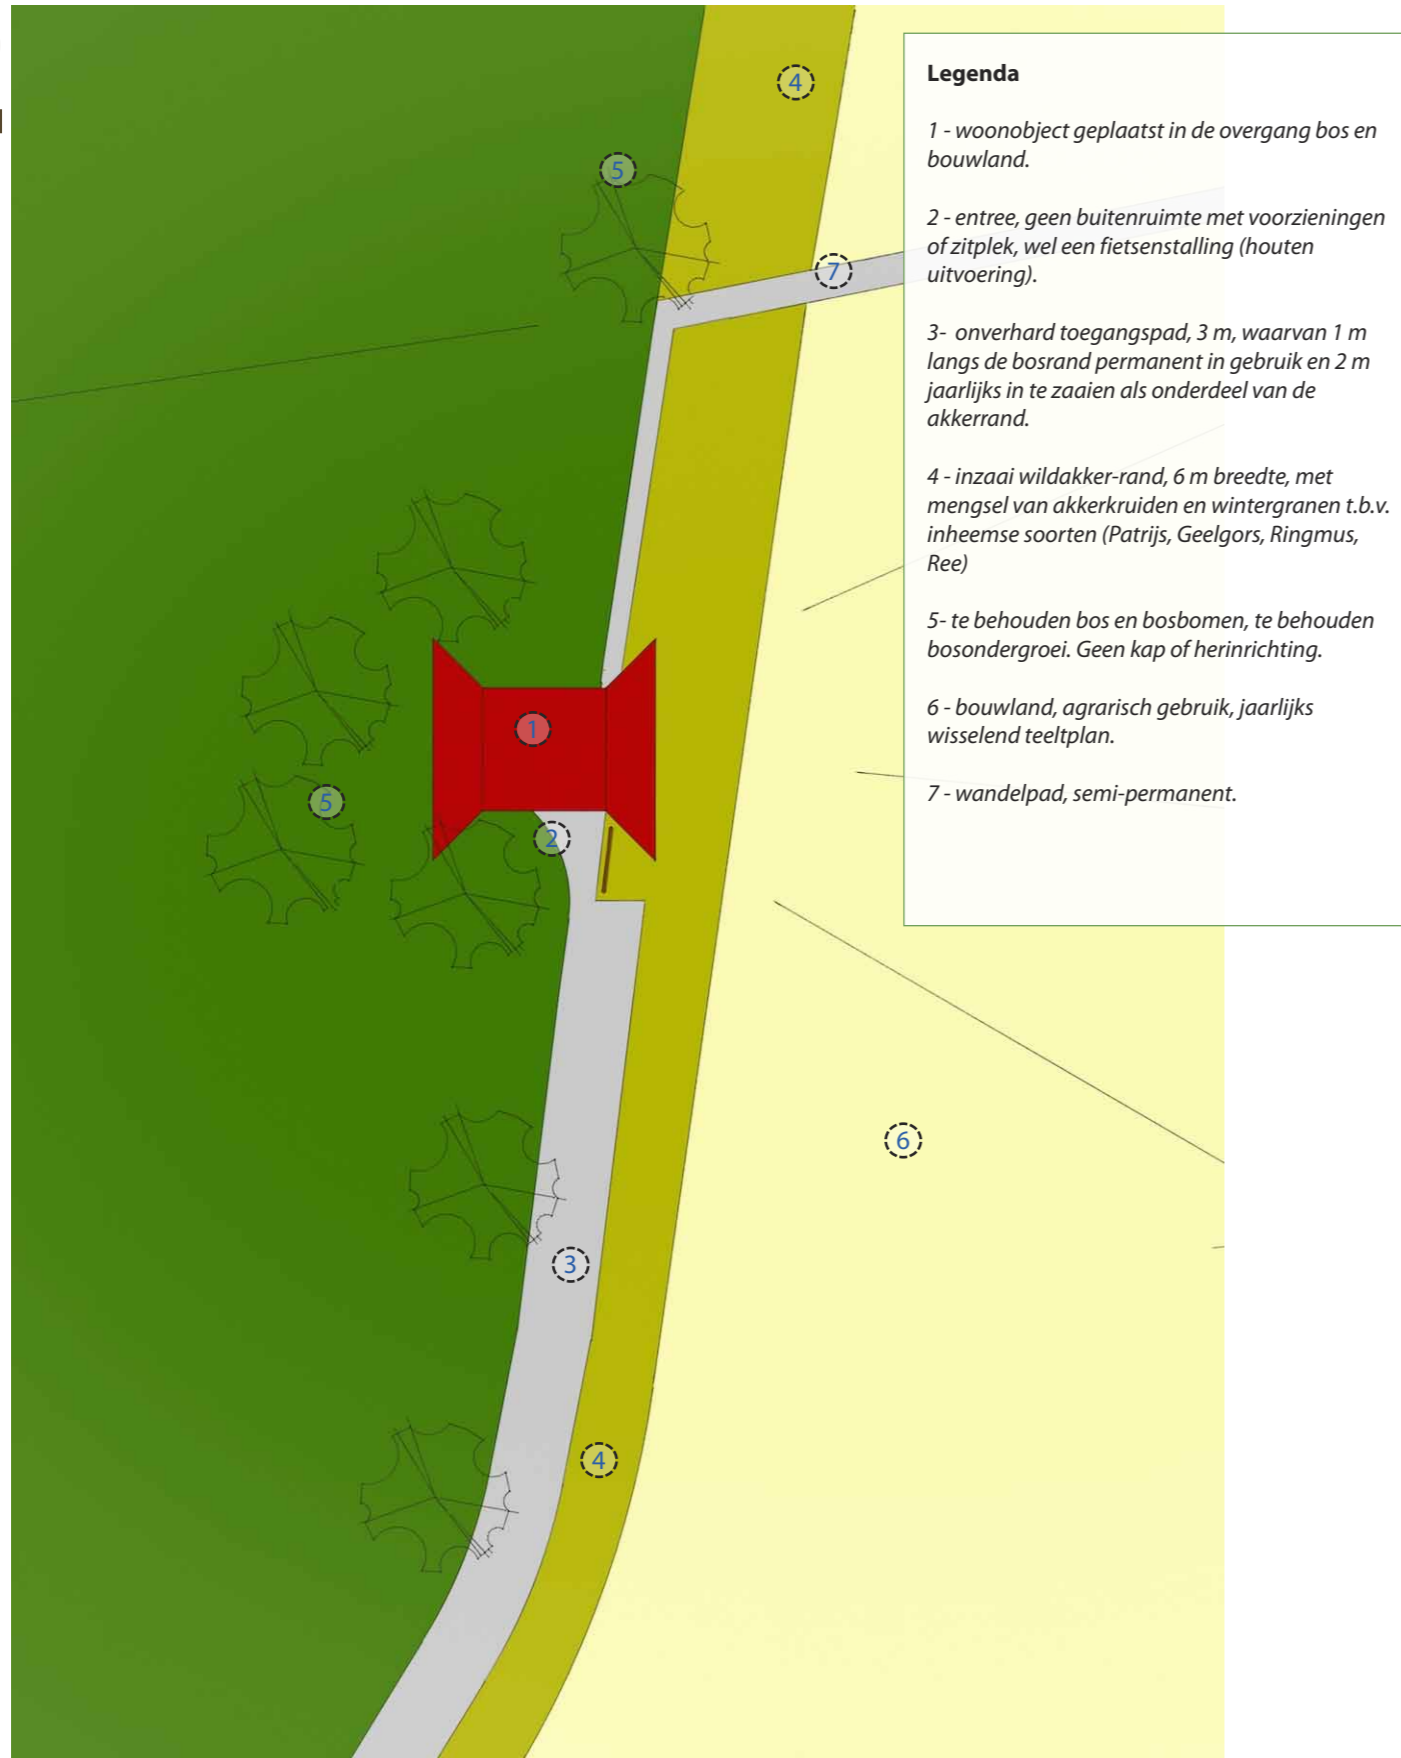 Legenda
1 - woonobject geplaatst in de overgang bos en
bouwland.
2 - entree, geen buitenruimte met voorzieningen
of zitplek, wel een fietsenstalling (houten
uitvoering).
3- onverhard toegangspad, 3 m, waarvan 1 m
langs de bosrand permanent in gebruik en 2 m
jaarlijks in te zaaien als onderdeel van de
akkerrand.
4 - inzaai wildakker-rand, 6 m breedte, met
mengsel van akkerkruiden en wintergranen t.b.v.
inheemse soorten (Patrijs, Geelgors, Ringmus,
Ree)
5- te behouden bos en bosbomen, te behouden
bosondergroei. Geen kap of herinrichting.
6 - bouwland, agrarisch gebruik, jaarlijks
wisselend teeltplan.
7 - wandelpad, semi-permanent.
4
5
7
1
5
2
6
3
4